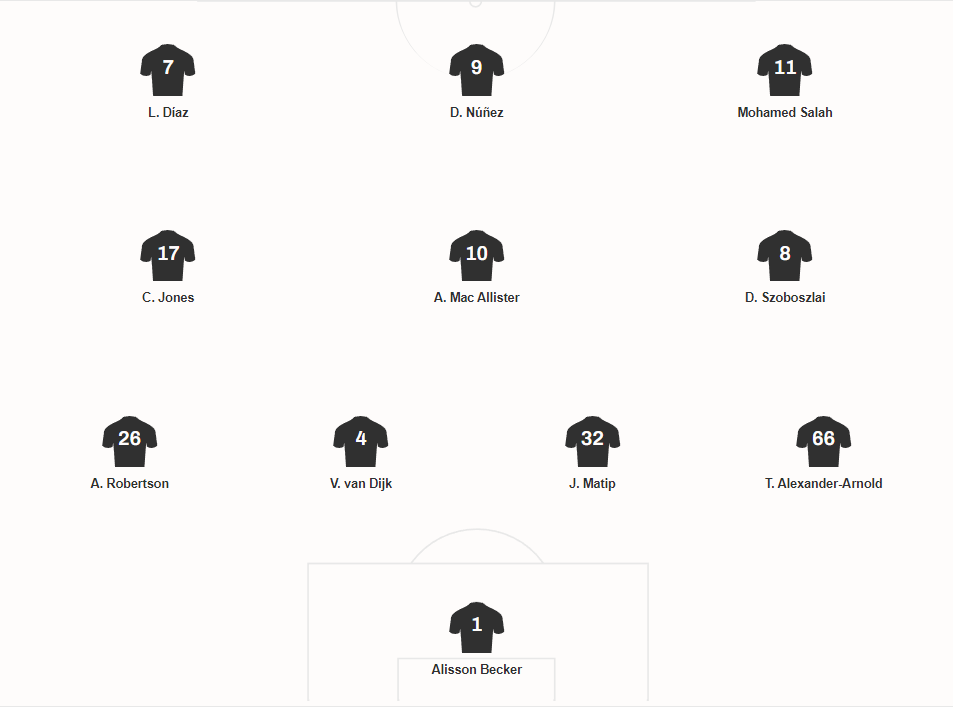 7
9
11
L. Díaz
D. Núñez
Mohamed Salah
17
10
8
C. Jones
A. Mac Allister
D. Szoboszlai
26
4
32
66
A. Robertson
V. van Dijk
J. Matip
T. Alexander-Arnold
1
Alisson Becker